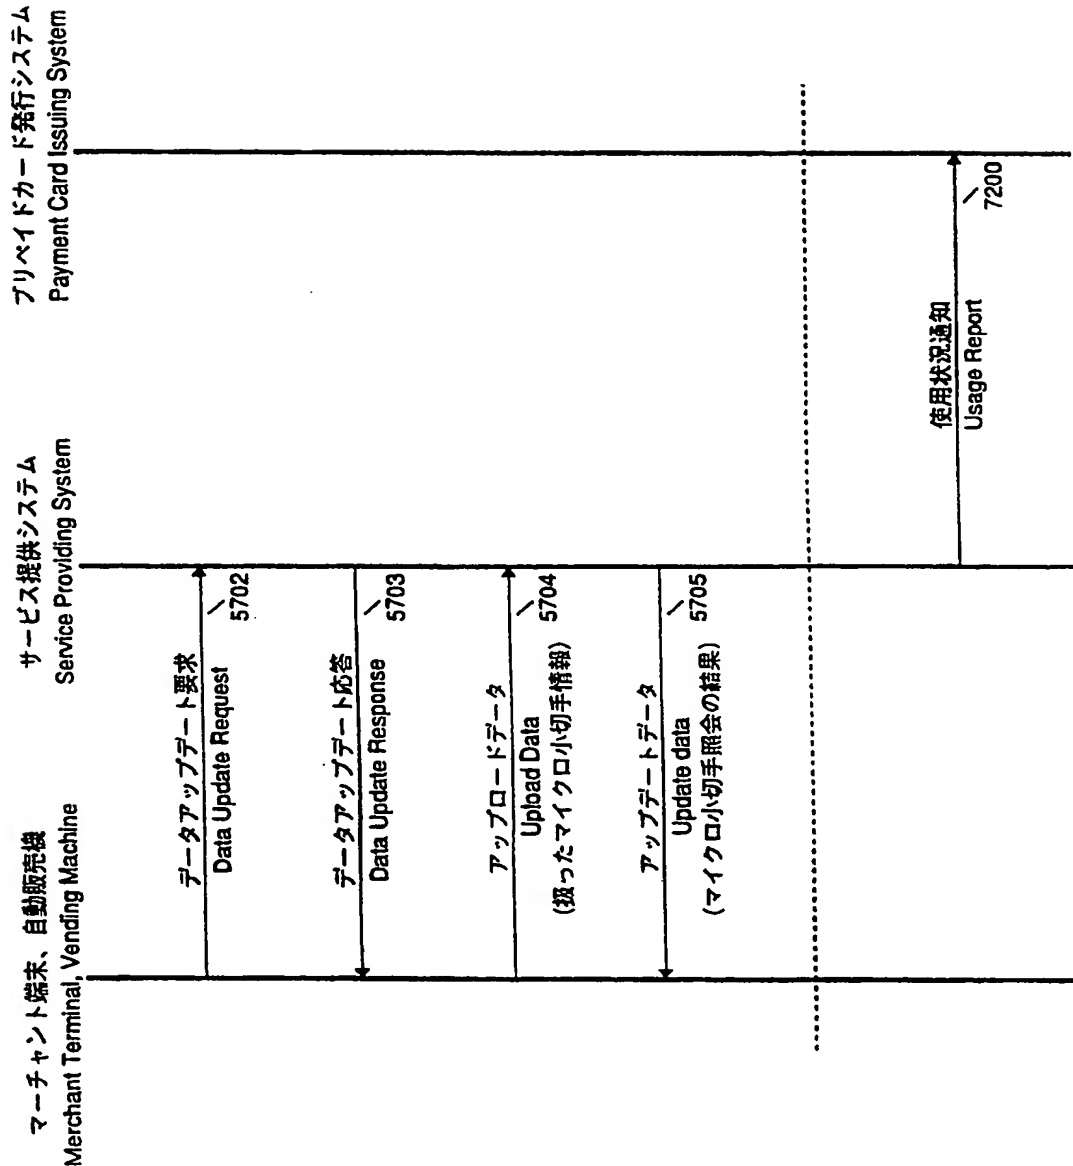 マーチャント端末、自動販売機
Merchant Terminal, Vending Machine
サービス提供システム
Service Providing System
プリペイドカード発行システム
Payment Card Issuing System
データアップデート要求
Data Update Request
5702
データアップデート応答
Data Update Response
5703
アップロードデータ
Upload Data
(扱ったマイクロ小切手情報)
5704
アップデートデータ
Update data
(マイクロ小切手照会の結果)
5705
使用状況通知
Usage Report
7200